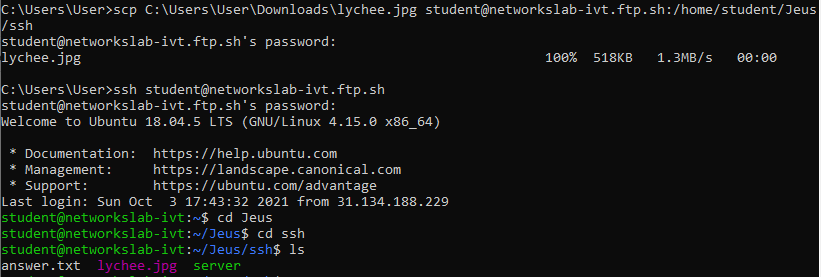 C:\Users\User>scp C:\Users\User\Downloads\lychee.jpg student@networkslab-ivt.ftp.sh:/home/student/Jeus
/ssh
student@networkslab-ivt.ftp.sh's password:
lychee.jpg 100% 518KB 1.3MB/s 00:00
C:\Users\User>ssh student@networkslab-ivt.ftp.sh
student@networkslab-ivt.ftp.sh's password:
Welcome to Ubuntu 18.04.5 LTS (GNU/Linux 4.15.0 x86_64)
* Documentation: https://help.ubuntu.com
* Management: https://landscape.canonical.com
* Support: https://ubuntu.com/advantage
Last login: Sun Oct 3 17:43:32 2021 from 31.134.188.229
student@networkslab-ivt:~$ cd Jeus
student@networkslab-ivt:~/Jeus$ cd ssh
student@networkslab-ivt:~/Jeus/ssh$ ls
answer.txt lychee.jpg server